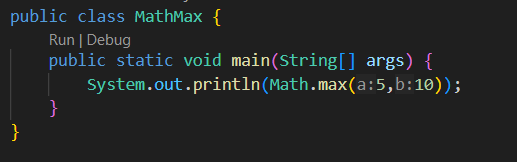 public class MathMax {
Run | Debug
public static void main(String[] args) {
System.out.println(Math.max(a:5,b:10));
}
}